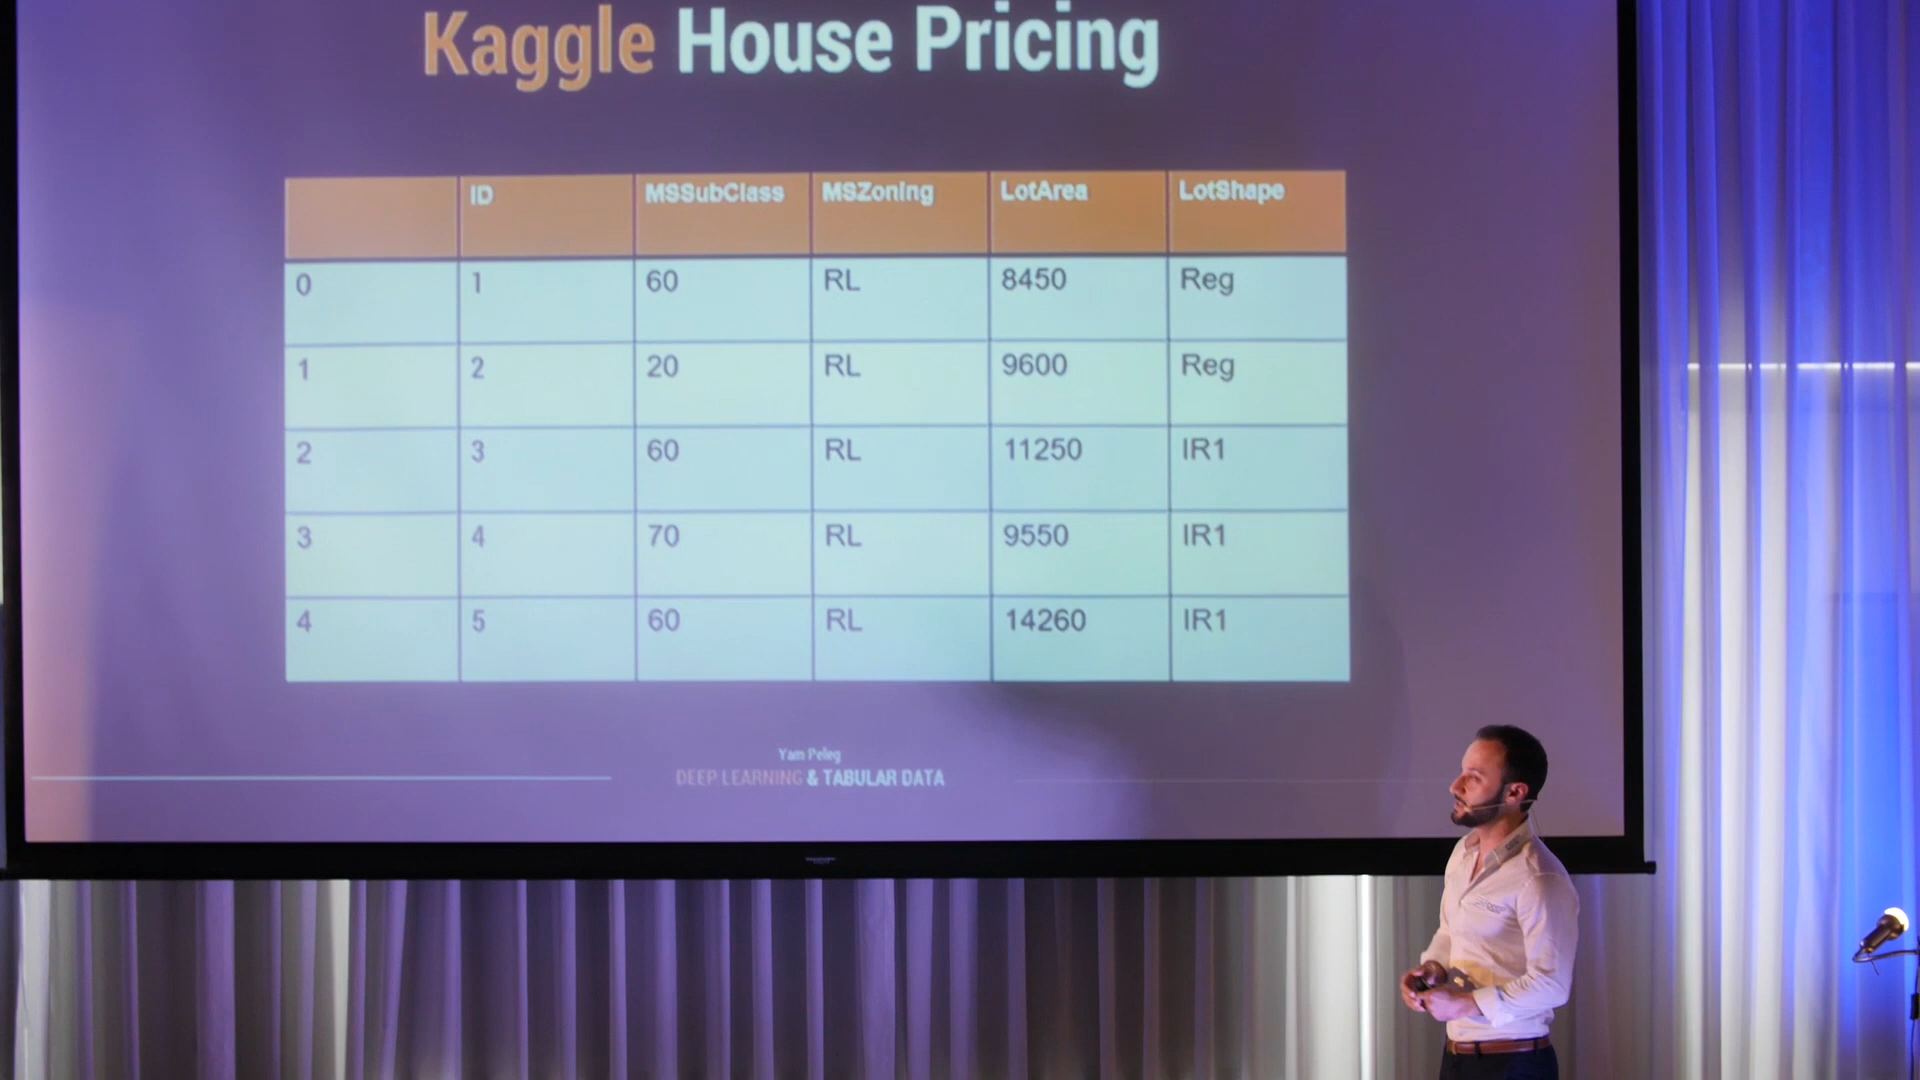 Kaggle House Pricing
ID MSSubClass MSZoning LotArea LotShape
0 1 60 RL 8450 Reg
1 2 20 RL 9600 Reg
2 3 60 RL 11250 IR1
3 4 70 RL 9550 IR1
4 5 60 RL 14260 IR1
Yam Peleg
DEEP LEARNING & TABULAR DATA